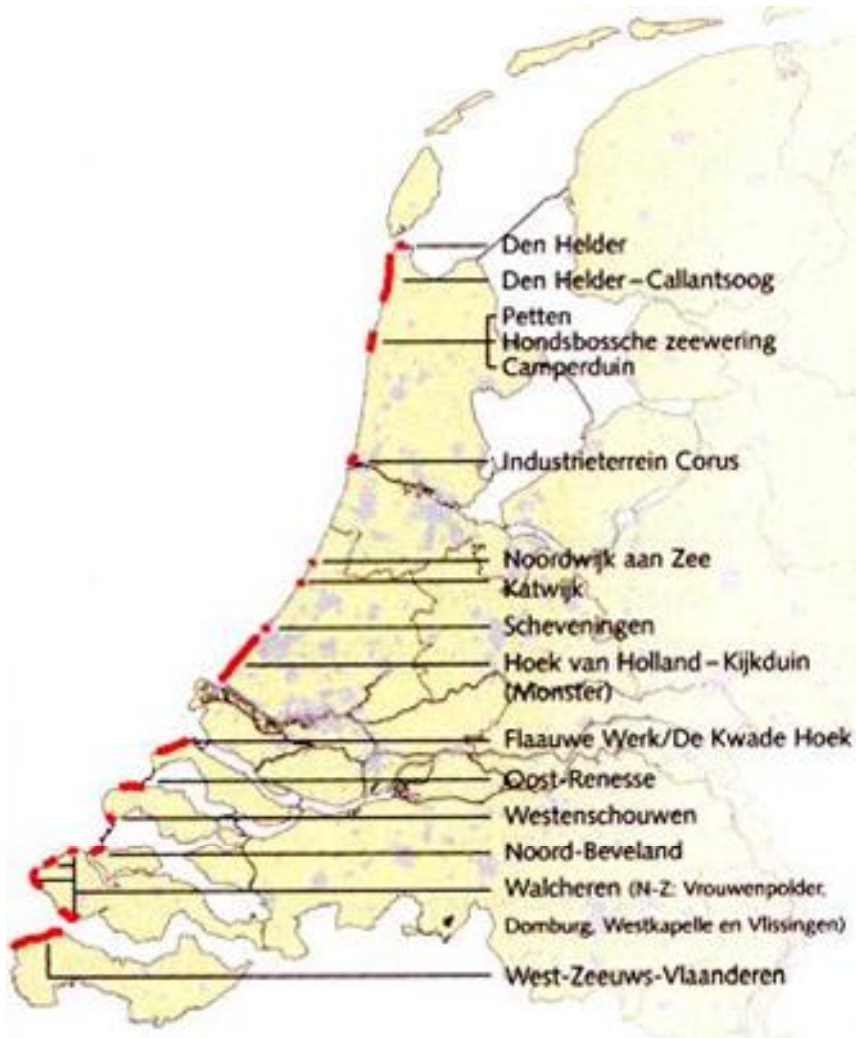 Den Helder
Den Helder – Callantsoog
Petten
Hondsbossche zeewering
Camperduin
Industrieterrein Corus
Noordwijk aan Zee
Katwijk
Scheveningen
Hoek van Holland – Kijkduin
(Monster)
Flaauwe Werk/De Kwade Hoek
Oost-Renesse
Westenschouwen
Noord-Beveland
Walcheren (N-Z: Vrouwenpolder,
Domburg, Westkapelle en Vlissingen)
West-Zeeuws-Vlaanderen